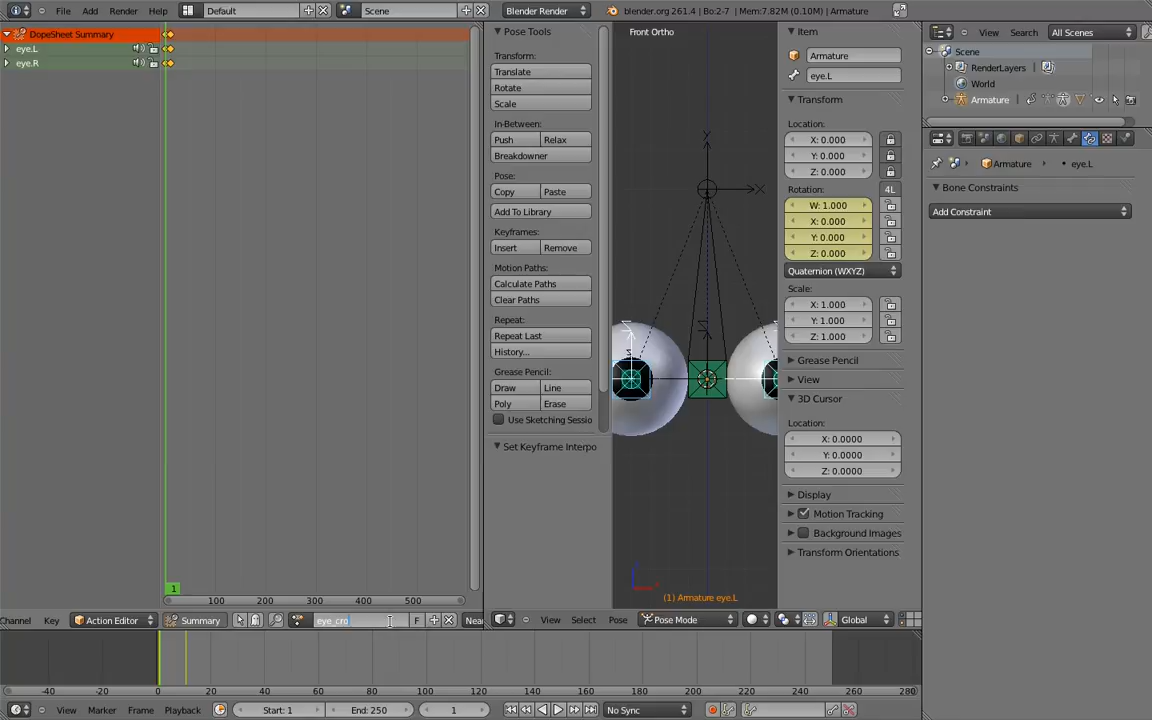 File Add Render Help Default Scene Blender Render blender.org 261.4 | Bo:2-7 | Mem:7.82M (0.10M) | Armature
DopeSheet Summary
eye.L
eye.R
100 200 300 400 500
1
Channel Key Action Editor Summary eye_cro F Nea
Pose Tools
Transform:
Translate
Rotate
Scale
In-Between:
Push Relax
Breakdowner
Pose:
Copy Paste
Add To Library
Keyframes:
Insert Remove
Motion Paths:
Calculate Paths
Clear Paths
Repeat:
Repeat Last
History...
Grease Pencil:
Draw Line
Poly Erase
Use Sketching Sessio
Set Keyframe Interpo
Front Ortho
Y
X
(1) Armature eye.L
View Select Pose Pose Mode Global
Item
Armature
eye.L
Transform
Location:
X: 0.000
Y: 0.000
Z: 0.000
Rotation: 4L
W: 1.000
X: 0.000
Y: 0.000
Z: 0.000
Quaternion (WXYZ)
Scale:
X: 1.000
Y: 1.000
Z: 1.000
Grease Pencil
View
3D Cursor
Location:
X: 0.0000
Y: 0.0000
Z: 0.0000
Display
Motion Tracking
Background Images
Transform Orientations
View Search All Scenes
Scene
RenderLayers
World
Armature
Armature eye.L
Bone Constraints
Add Constraint
-40 -20 0 20 40 60 80 100 120 140 160 180 200 220 240 260 280
View Marker Frame Playback Start: 1 End: 250 1 No Sync